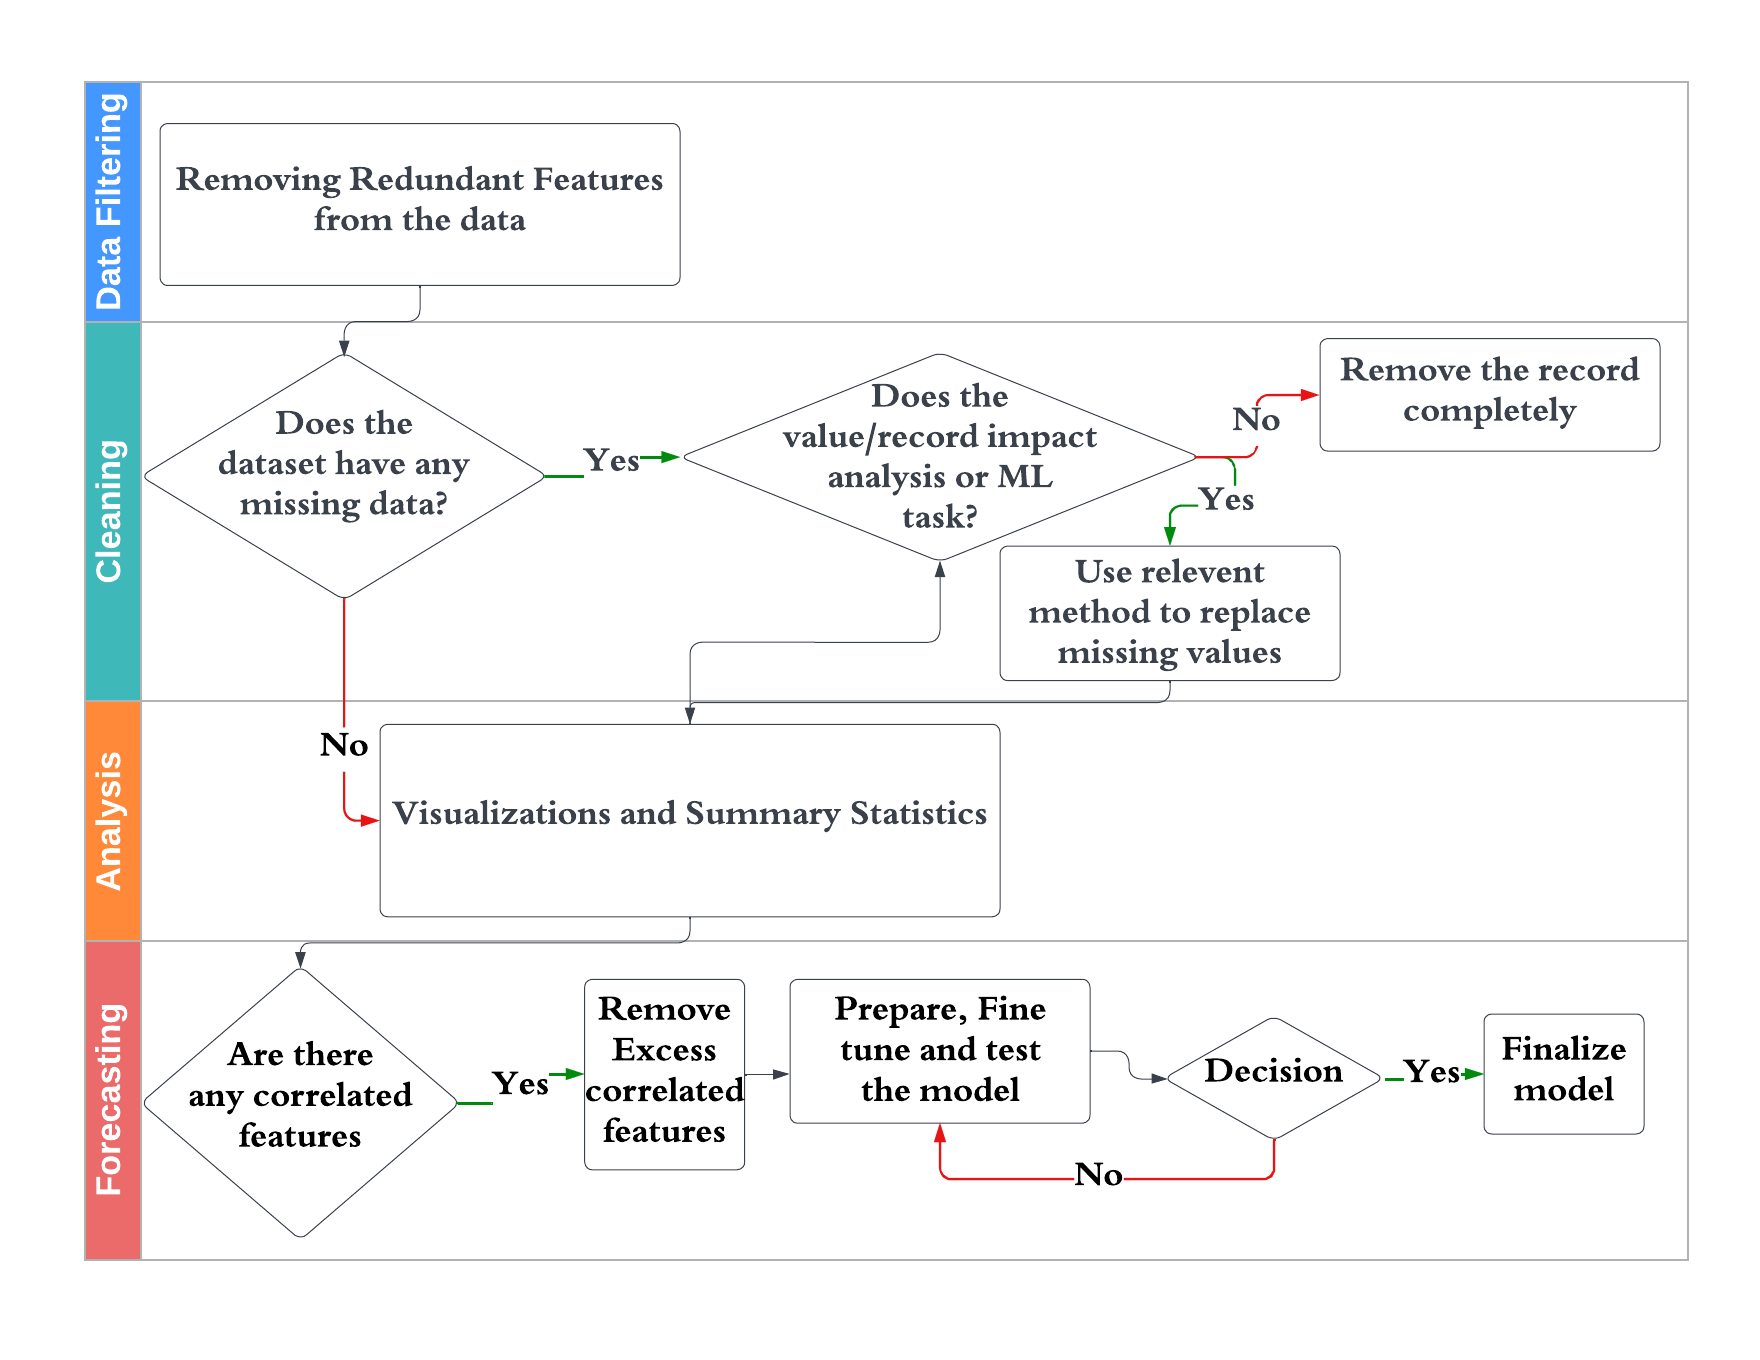 Data Filtering
Removing Redundant Features
from the data
Cleaning
Does the
dataset have any
missing data?
Yes
Does the
value/record impact
analysis or ML
task?
No
Remove the record
completely
Yes
Use relevent
method to replace
missing values
Analysis
No
Visualizations and Summary Statistics
Forecasting
Are there
any correlated
features
Yes
Remove
Excess
correlated
features
Prepare, Fine
tune and test
the model
Decision
Yes
Finalize
model
No